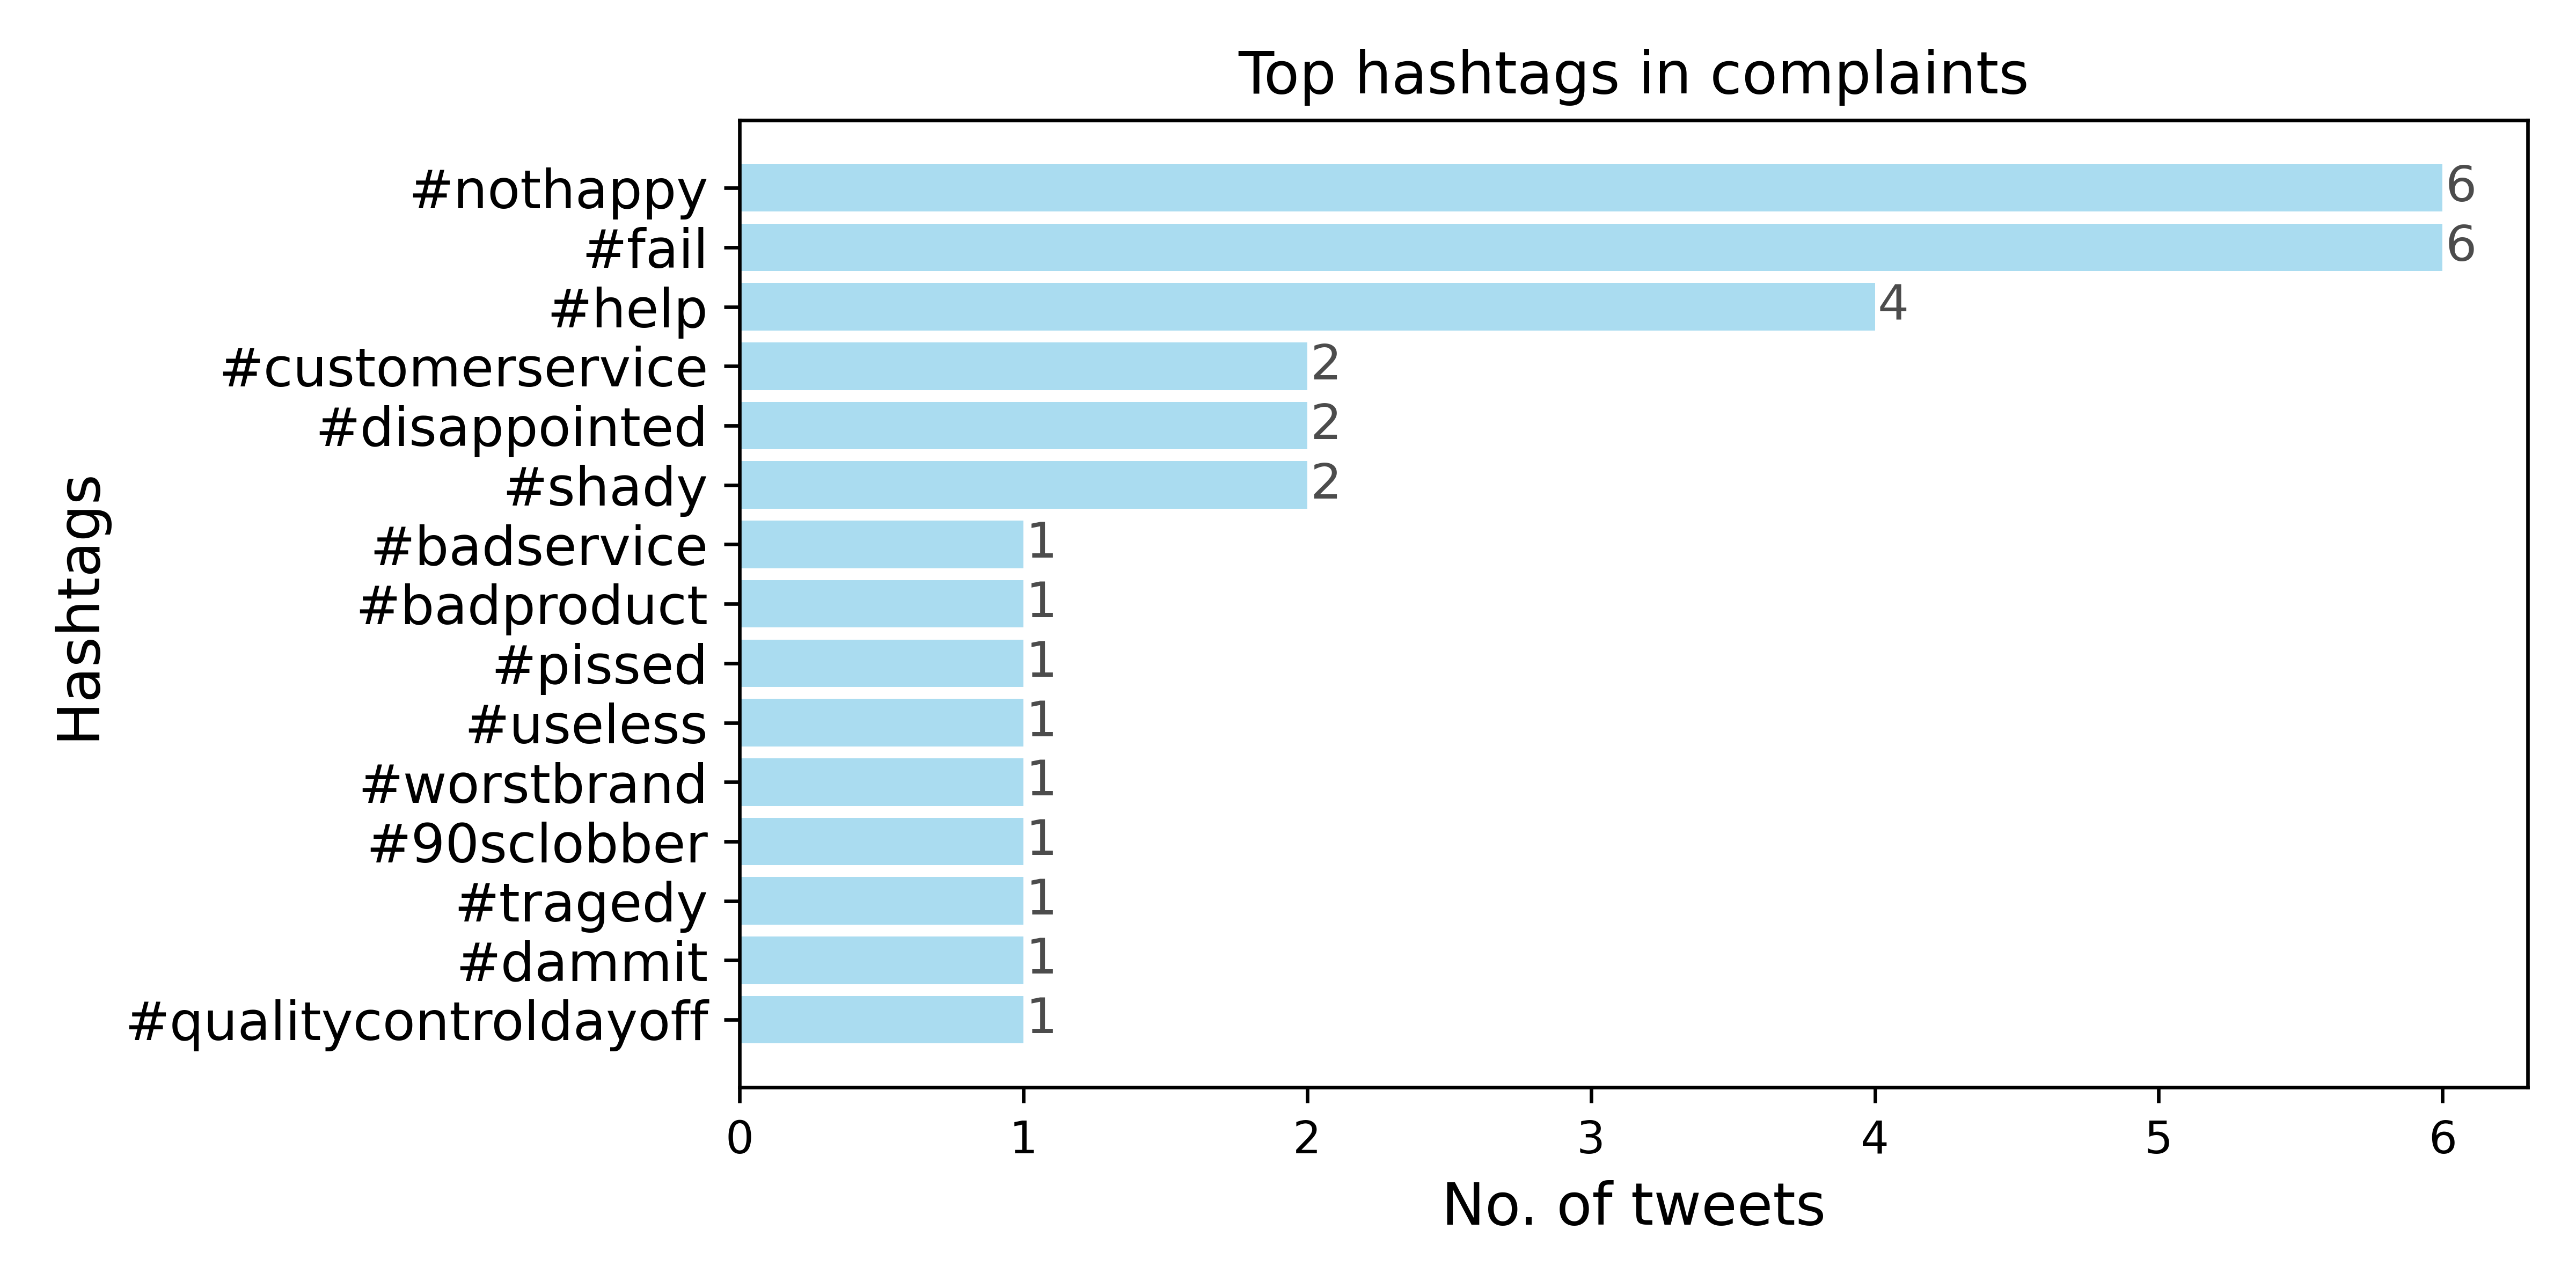 Top hashtags in complaints
Hashtags
#nothappy 6
#fail 6
#help 4
#customerservice 2
#disappointed 2
#shady 2
#badservice 1
#badproduct 1
#pissed 1
#useless 1
#worstbrand 1
#90sclobber 1
#tragedy 1
#dammit 1
#qualitycontroldayoff 1
0 1 2 3 4 5 6
No. of tweets